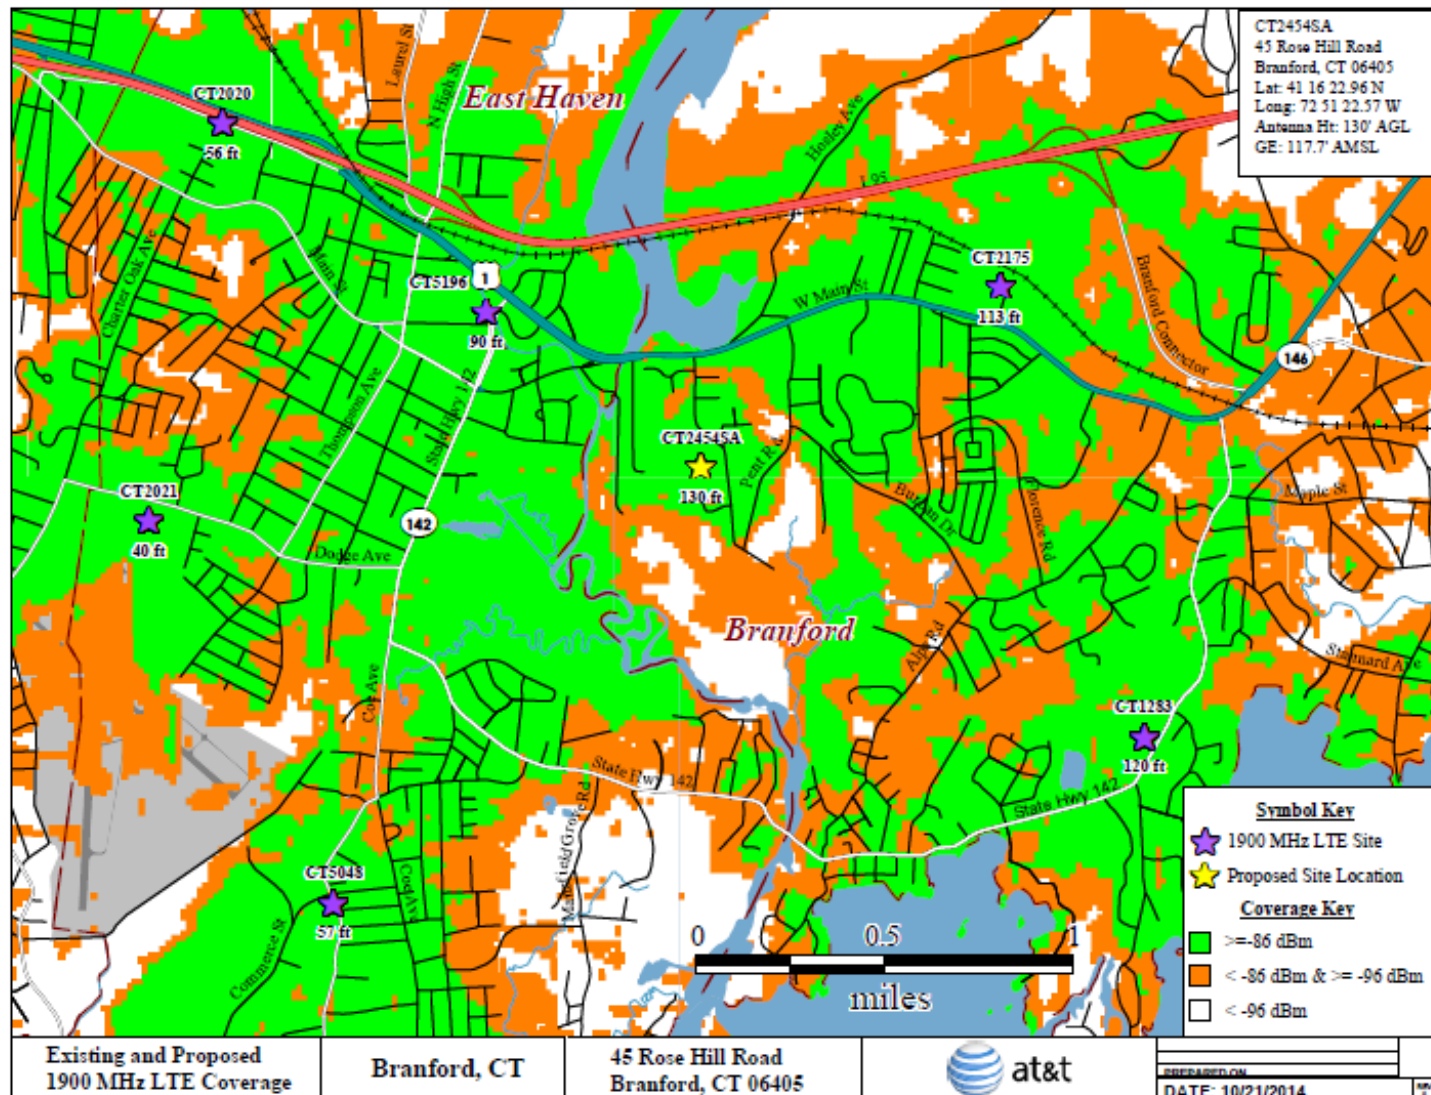 CT2454SA
45 Rose Hill Road
Branford, CT 06405
Lat: 41 16 22.96 N
Long: 72 51 22.57 W
Antenna Ht: 130' AGL
GE: 117.7' AMSL
Laurel St
N High St
East Haven
Hosley Ave
CT2020
56 ft
I 95
Charter Oak Ave
Main St
CT5196
1
90 ft
W Main St
CT2175
113 ft
Branford Connector
146
Thompson Ave
State Hwy 142
CT2454SA
130 ft
Pent Rd
Burban Dr
Florence Rd
Maple St
CT2021
40 ft
142
Dodge Ave
Branford
Alps Rd
Stannard Ave
Coe Ave
CT1283
120 ft
State Hwy 142
State Hwy 142
Mansfield Grove Rd
CT5048
57 ft
Cosey Ave
Commerce St
0 0.5 1
miles
Symbol Key
1900 MHz LTE Site
Proposed Site Location
Coverage Key
>=-86 dBm
< -86 dBm & >= -96 dBm
< -96 dBm
Existing and Proposed
1900 MHz LTE Coverage
Branford, CT
45 Rose Hill Road
Branford, CT 06405
at&t
PREPARED ON
DATE: 10/21/2014